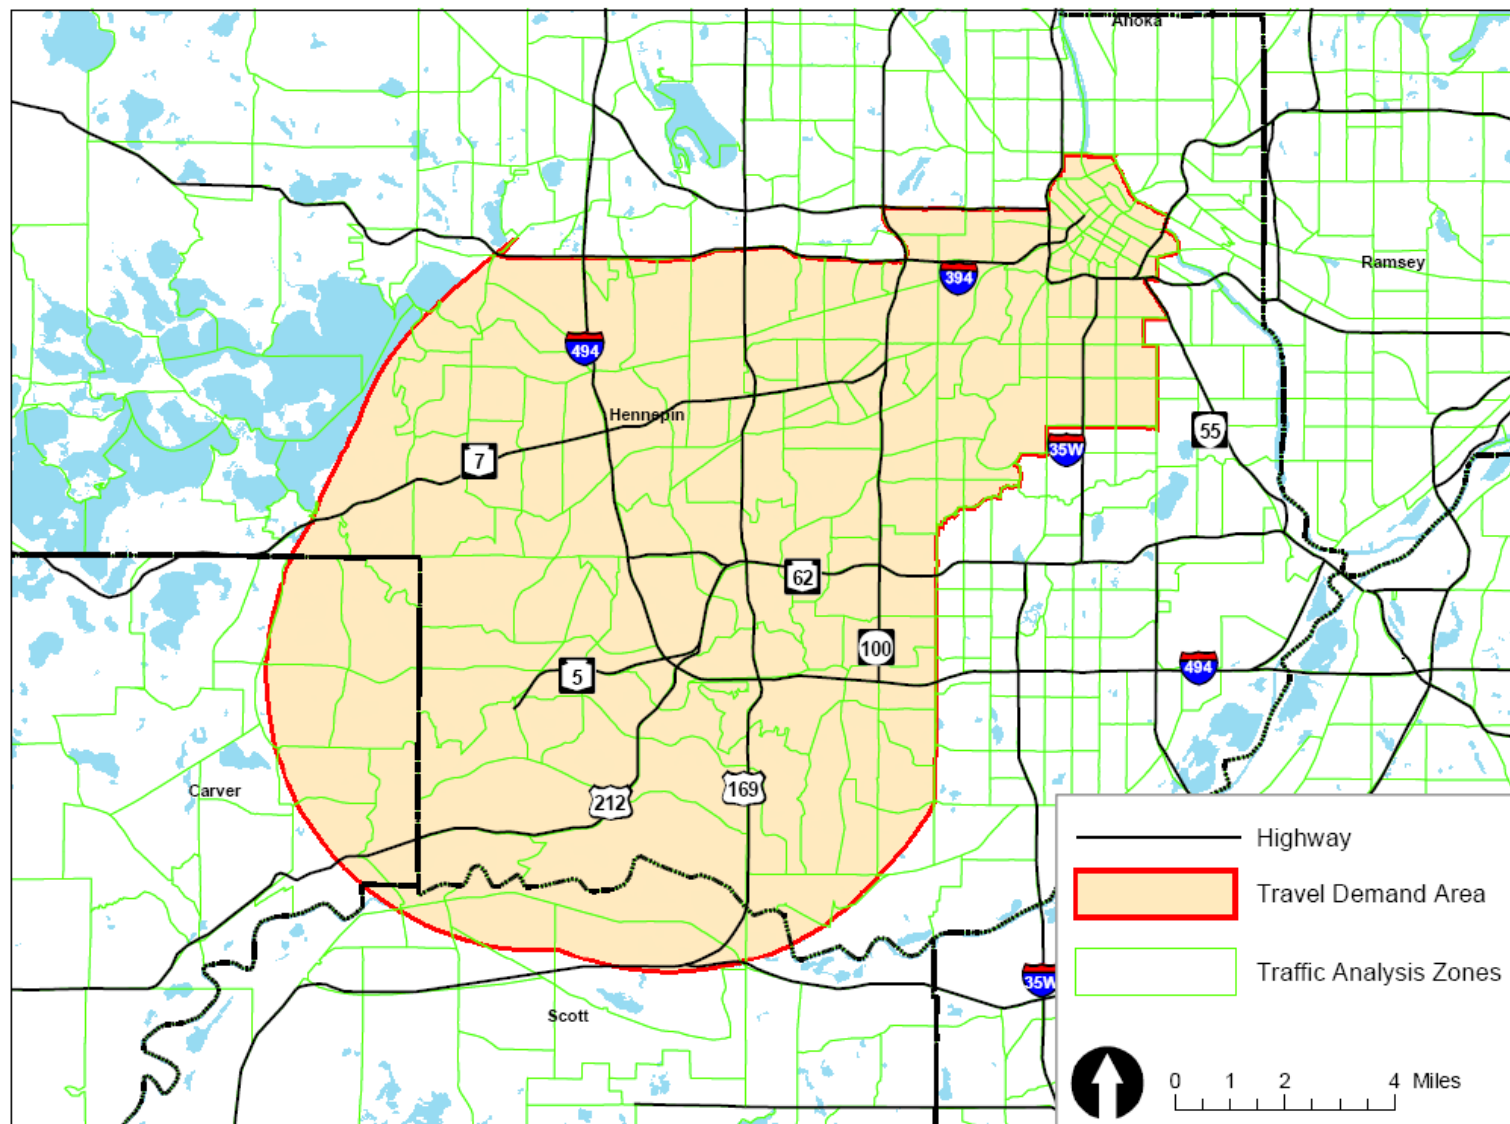 Anoka
Ramsey
394
494
Hennepin
55
35W
7
62
100
494
5
169
212
Carver
Highway
Travel Demand Area
35W
Traffic Analysis Zones
Scott
0 1 2 4 Miles